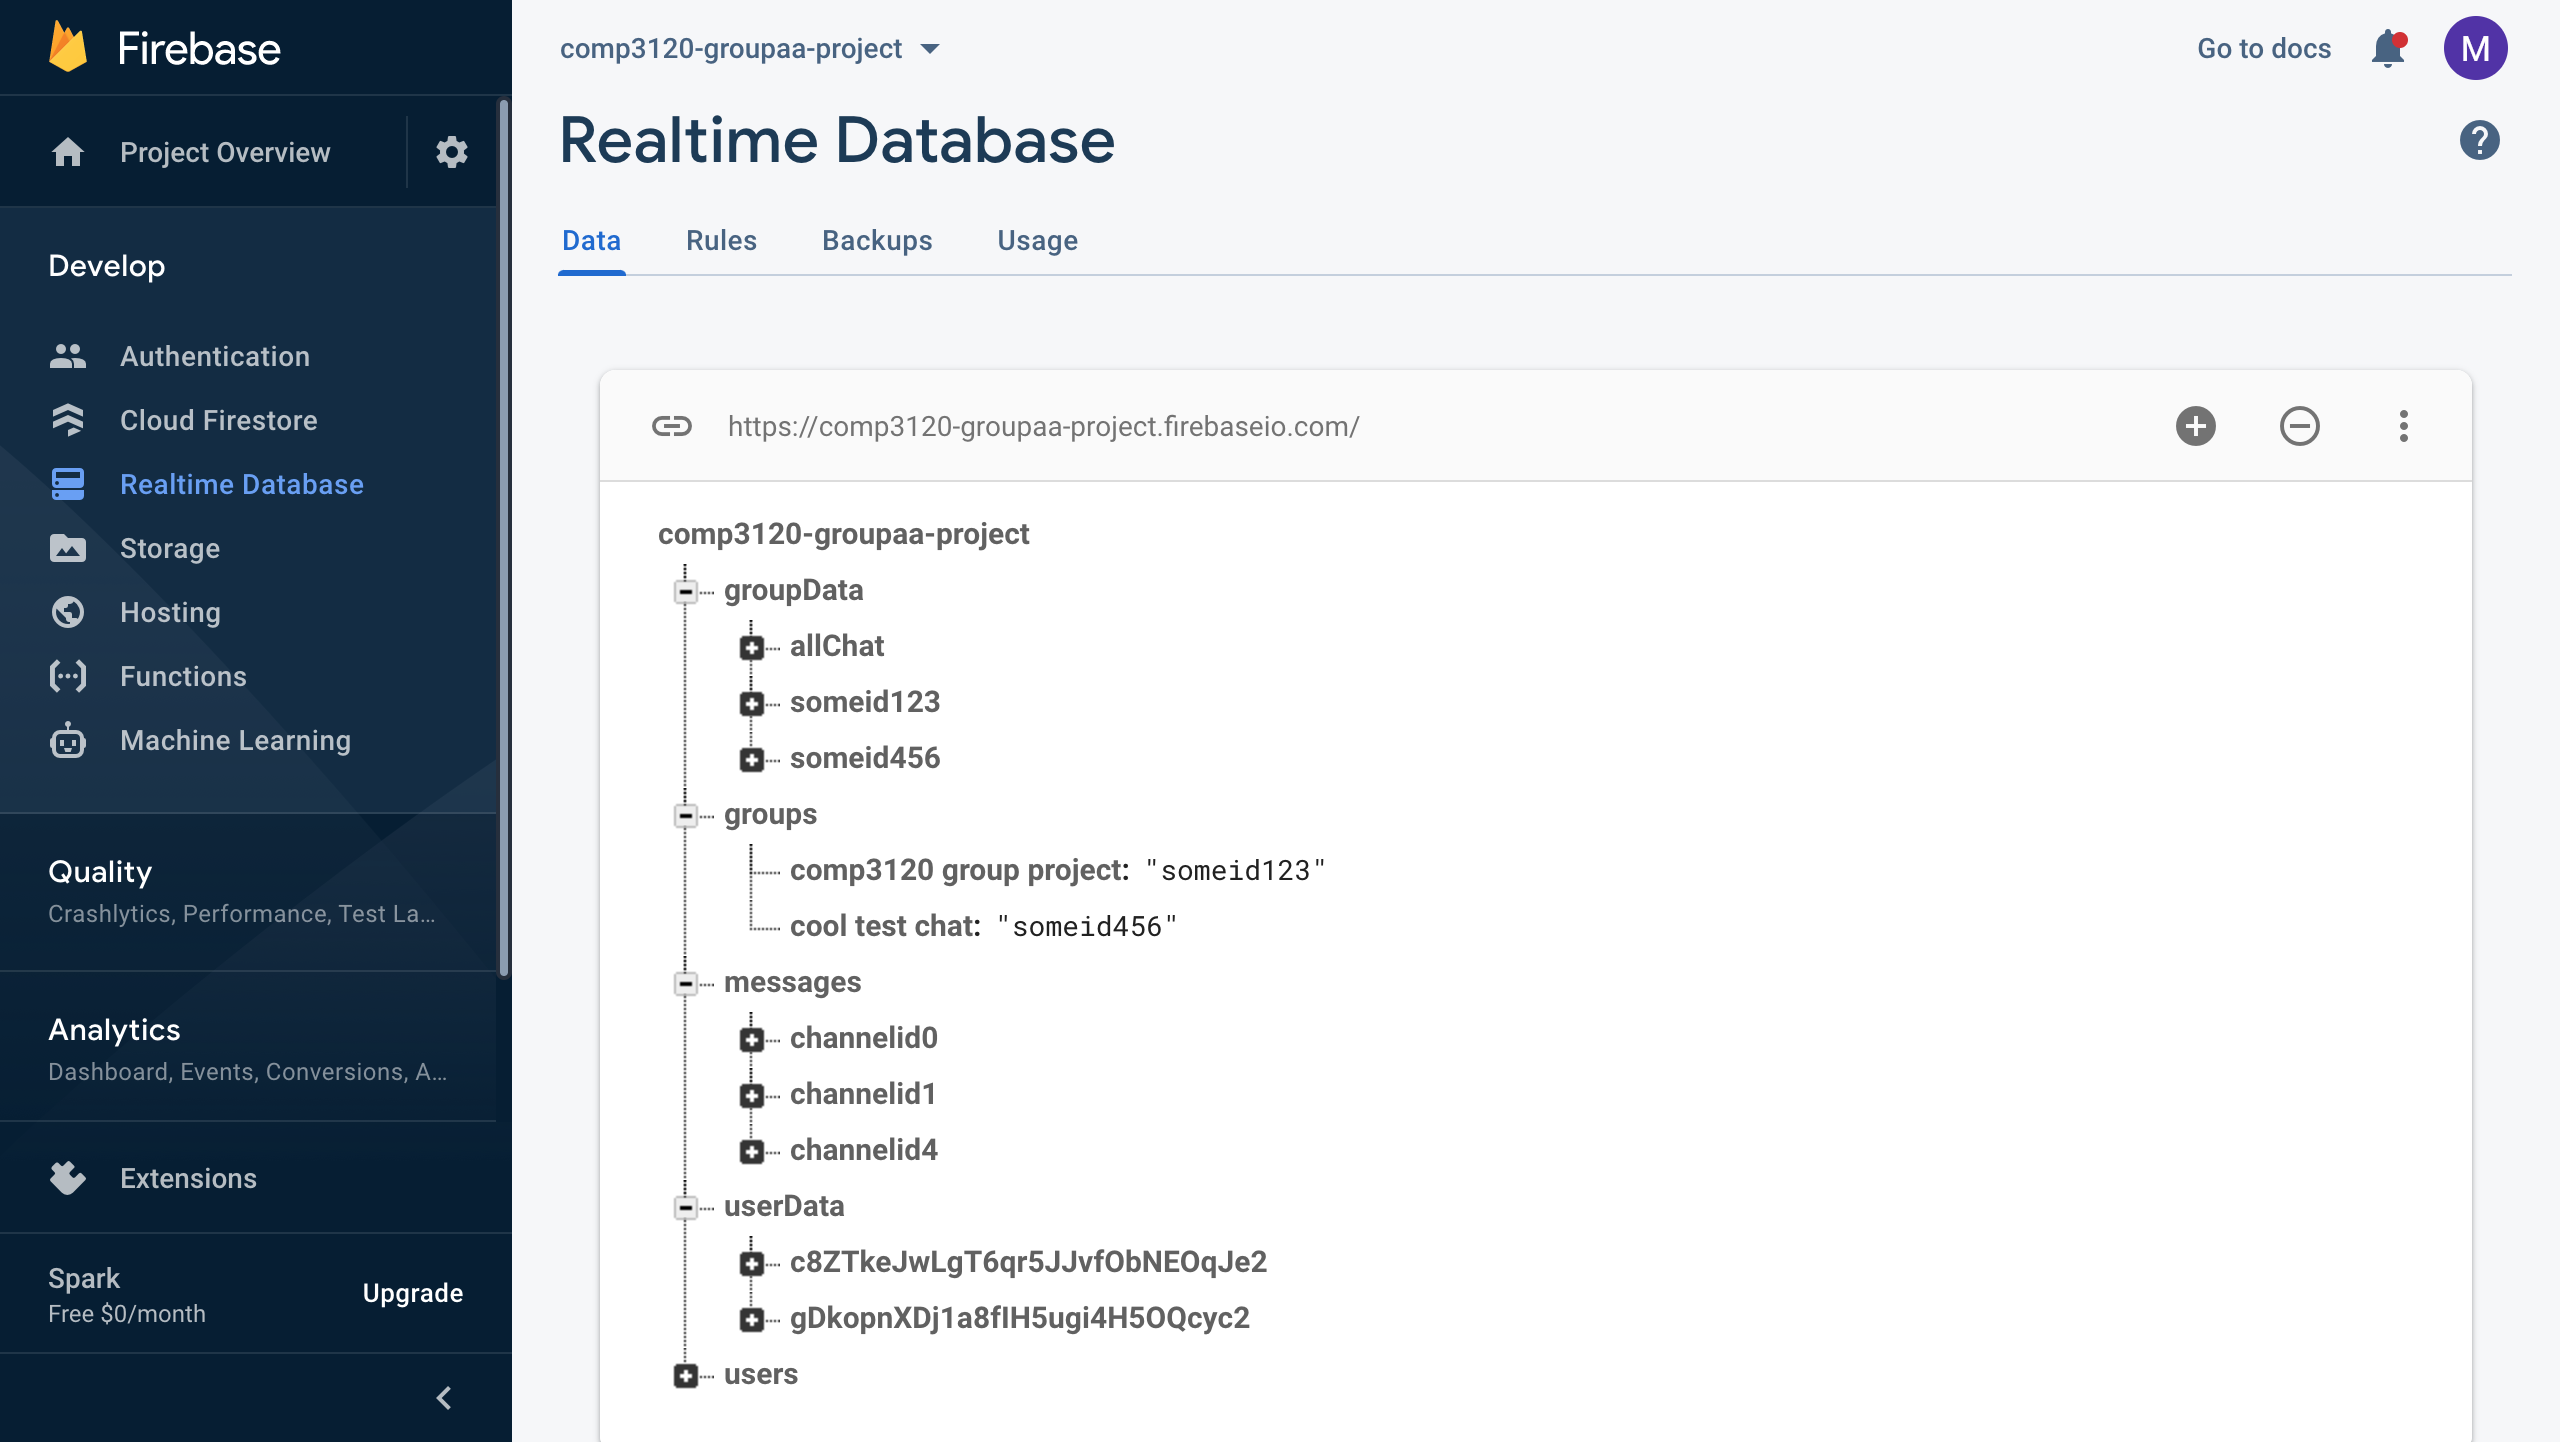 Firebase
Project Overview
Develop
Authentication
Cloud Firestore
Realtime Database
Storage
Hosting
Functions
Machine Learning
Quality
Crashlytics, Performance, Test La...
Analytics
Dashboard, Events, Conversions, A...
Extensions
Spark
Free $0/month
Upgrade
comp3120-groupaa-project
Go to docs
M
Realtime Database
Data Rules Backups Usage
https://comp3120-groupaa-project.firebaseio.com/
comp3120-groupaa-project
groupData
allChat
someid123
someid456
groups
comp3120 group project: "someid123"
cool test chat: "someid456"
messages
channelid0
channelid1
channelid4
userData
c8ZTkeJwLgT6qr5JJvfObNEOqJe2
gDkopnXDj1a8fIH5ugi4H5OQcyc2
users